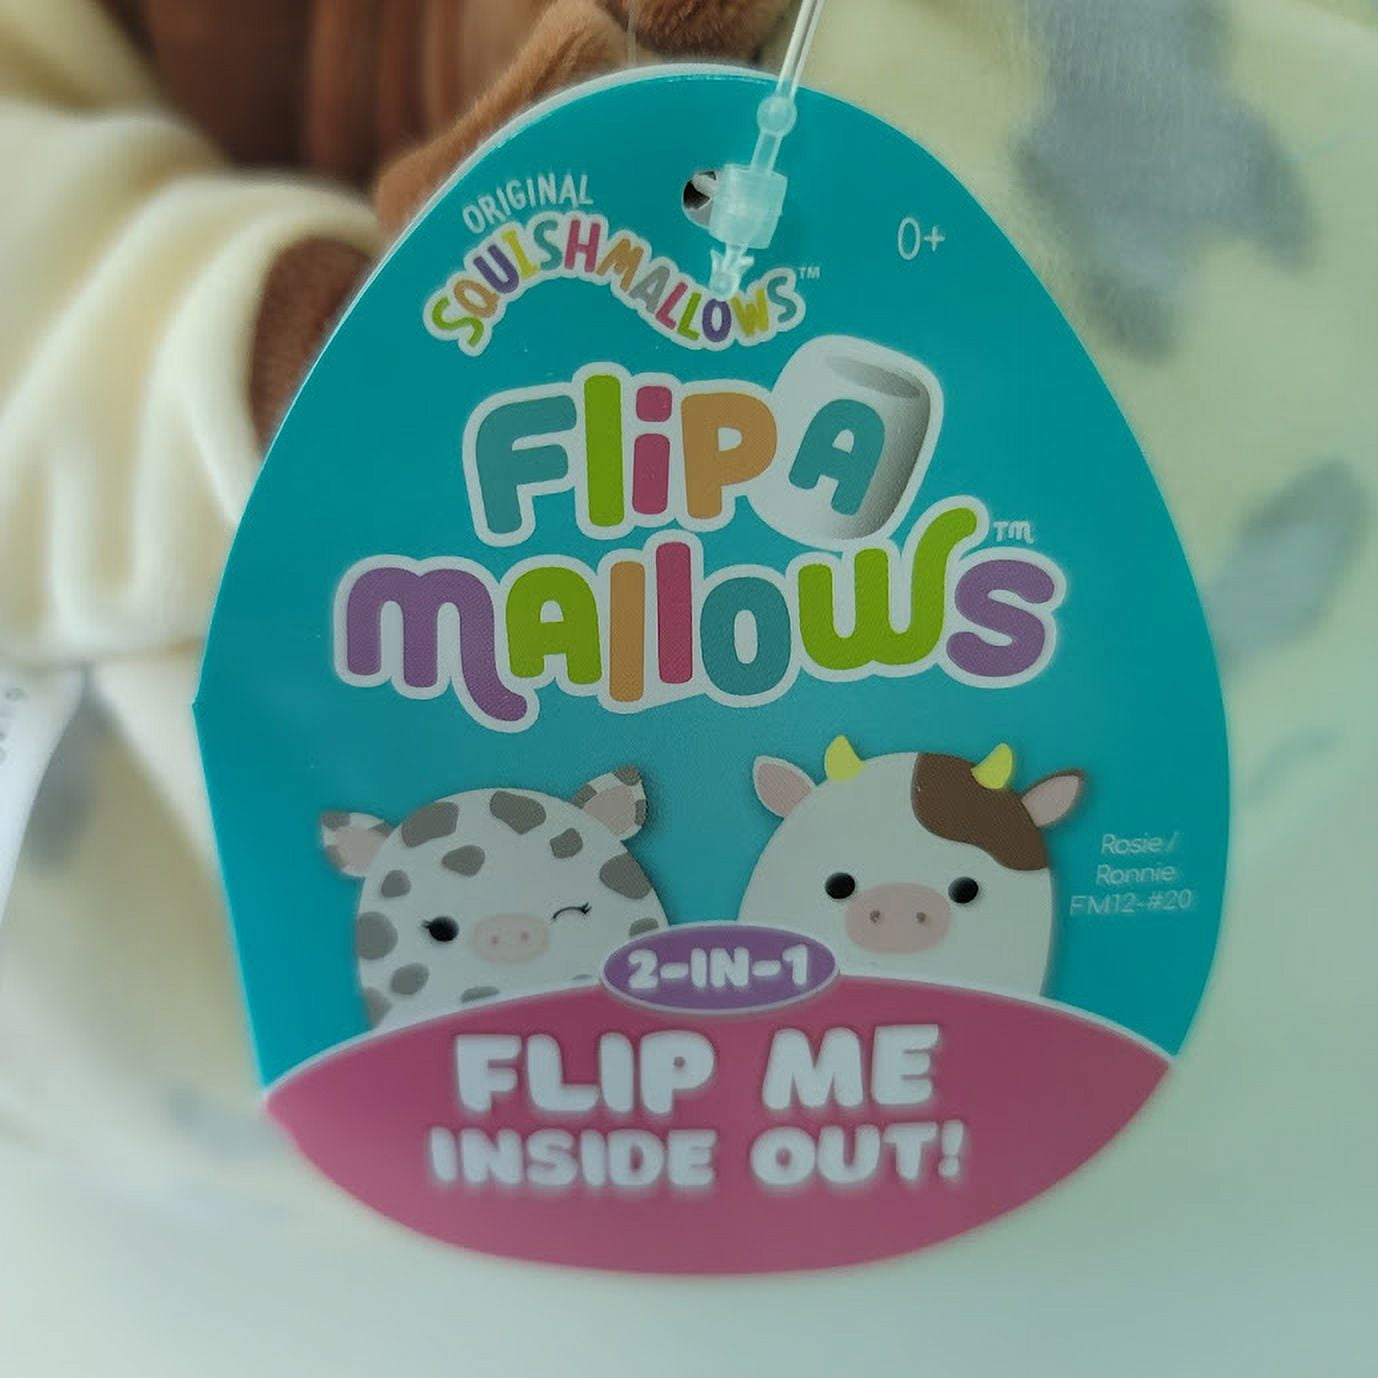 ORIGINAL
SQUISHMALLOWS™
0+
FliP A
mallows™
Rosie /
Ronnie
FM12-#20
2-IN-1
FLIP ME
INSIDE OUT!